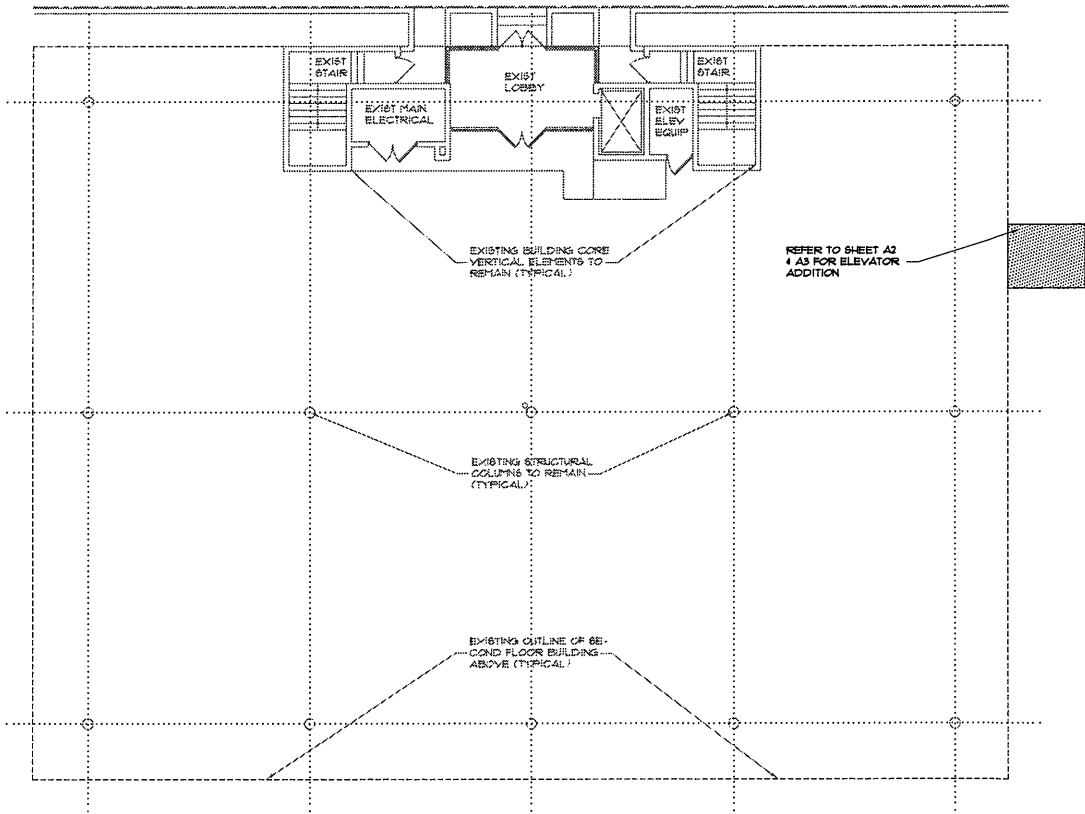 EXIST
STAIR
EXIST MAIN
ELECTRICAL
EXIST
LOBBY
EXIST
STAIR
EXIST
ELEV
EQUIP
EXISTING BUILDING CORE
VERTICAL ELEMENTS TO
REMAIN (TYPICAL)
REFER TO SHEET A2
& A3 FOR ELEVATOR
ADDITION
EXISTING STRUCTURAL
COLUMNS TO REMAIN
(TYPICAL)
EXISTING OUTLINE OF SE-
COND FLOOR BUILDING
ABOVE (TYPICAL)